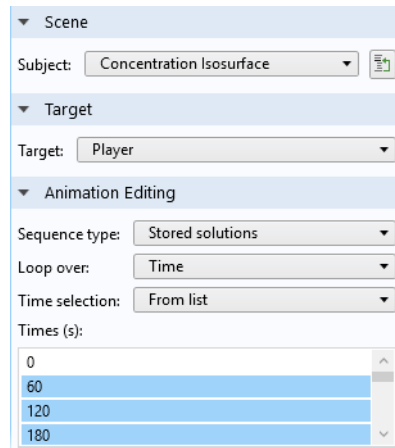 Scene
Subject: Concentration Isosurface
Target
Target: Player
Animation Editing
Sequence type: Stored solutions
Loop over: Time
Time selection: From list
Times (s):
0
60
120
180